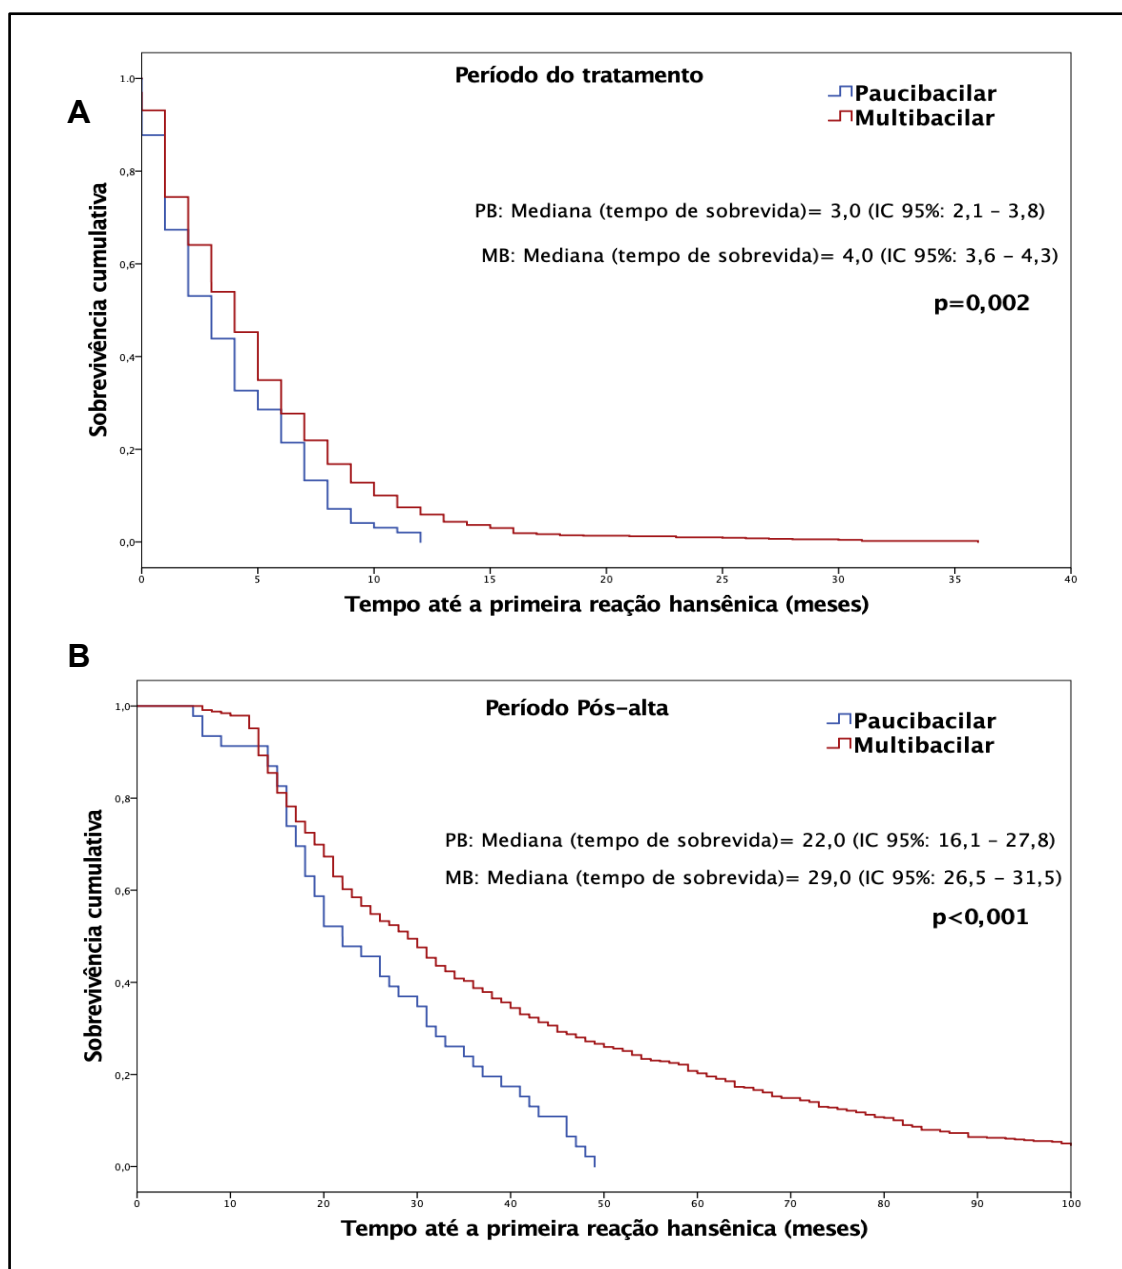 A
Período do tratamento
Paucibacilar
Multibacilar
PB: Mediana (tempo de sobrevida)= 3,0 (IC 95%: 2,1 – 3,8)
MB: Mediana (tempo de sobrevida)= 4,0 (IC 95%: 3,6 – 4,3)
p=0,002
Sobrevivência cumulativa
1.0
0,8
0,6
0,4
0,2
0,0
0 5 10 15 20 25 30 35 40
Tempo até a primeira reação hansênica (meses)
B
Período Pós-alta
Paucibacilar
Multibacilar
PB: Mediana (tempo de sobrevida)= 22,0 (IC 95%: 16,1 – 27,8)
MB: Mediana (tempo de sobrevida)= 29,0 (IC 95%: 26,5 – 31,5)
p<0,001
Sobrevivência cumulativa
1,0
0,8
0,6
0,4
0,2
0,0
0 10 20 30 40 50 60 70 80 90 100
Tempo até a primeira reação hansênica (meses)